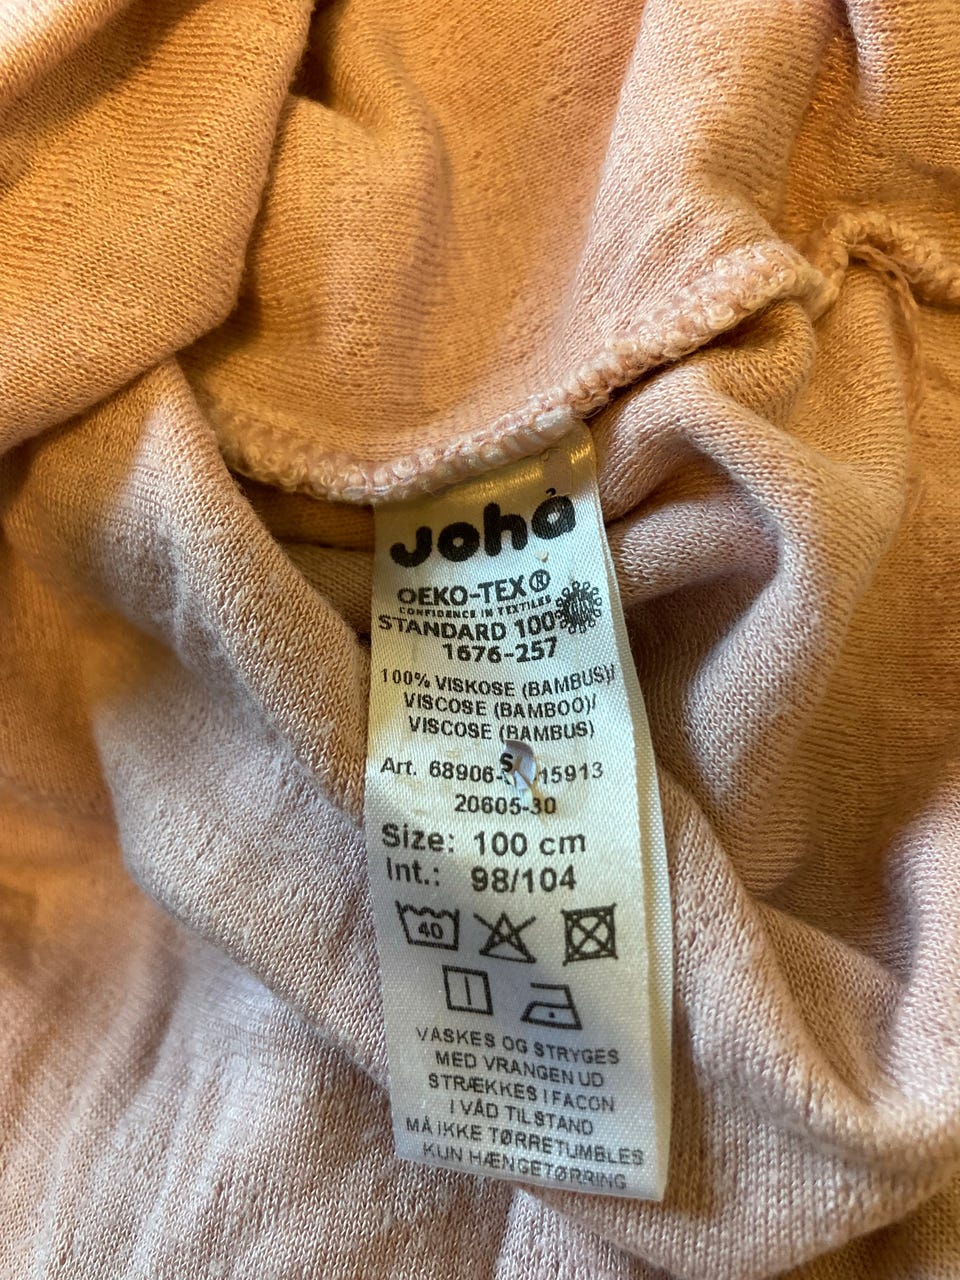 Joha
OEKO-TEX®
CONFIDENCE IN TEXTILES
STANDARD 100
1676-257
100% VISKOSE (BAMBUS)/
VISCOSE (BAMBOO)/
VISCOSE (BAMBUS)
Art. 68906- 15913
20605-30
Size: 100 cm
Int.: 98/104
40
VASKES OG STRYGES
MED VRANGEN UD
STRÆKKES I FACON
I VÅD TILSTAND
MÅ IKKE TØRRETUMBLES
KUN HÆNGETØRRING